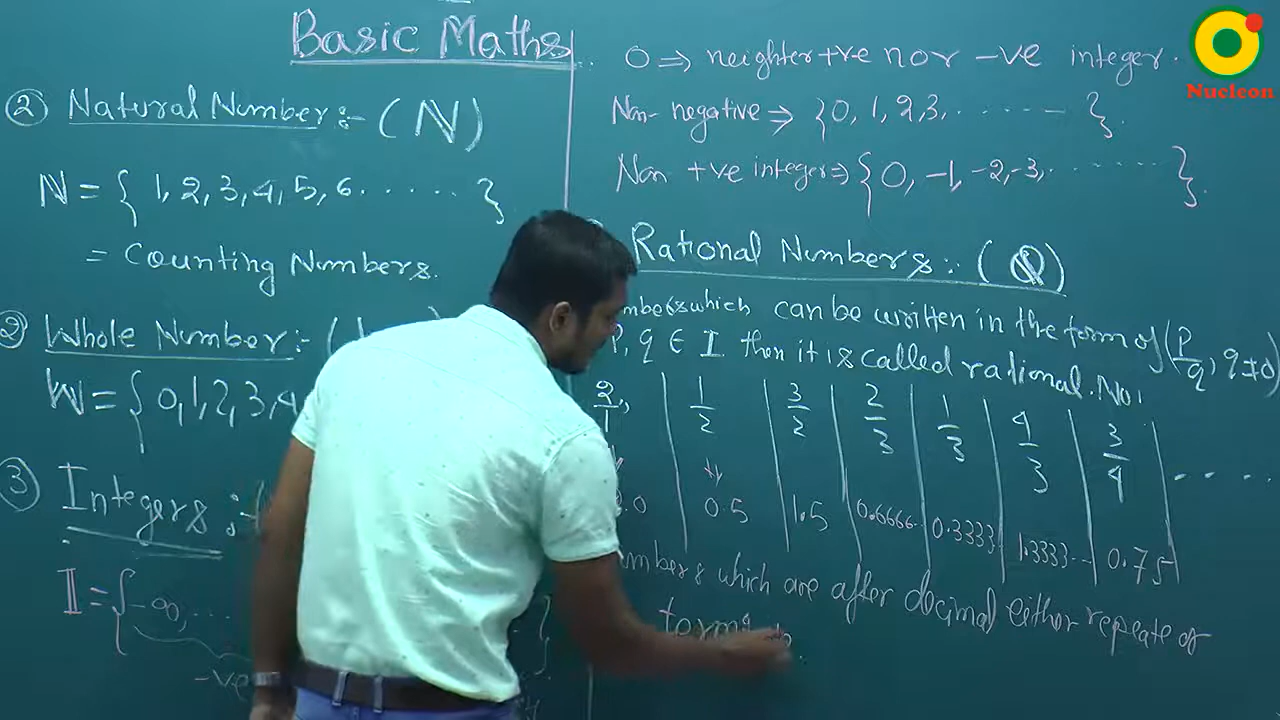 Basic Maths
② Natural Number :- (N)
N = { 1, 2, 3, 4, 5, 6 ...... }
= Counting Numbers.
② Whole Number :- (
W = { 0, 1, 2, 3, 4
③ Integers :- (
I = { -∞, ...
-ve
0 ⇒ neighter +ve nor -ve integer.
Non- negative ⇒ {0, 1, 2, 3, ....... }.
Non +ve integer ⇒ { 0, -1, -2, -3, ....... }.
Rational Numbers :- (Q)
which can be written in the form of (P/q, q ≠ 0)
P, q ∈ I then it is called rational. No.
2/1, | 1/2 | 3/2 | 2/3 | 1/3 | 4/3 | 3/4 | ....
0.5 | 1.5 | 0.6666.. | 0.3333 | 1.3333... | 0.75
which are after decimal either repeate or
Nucleon